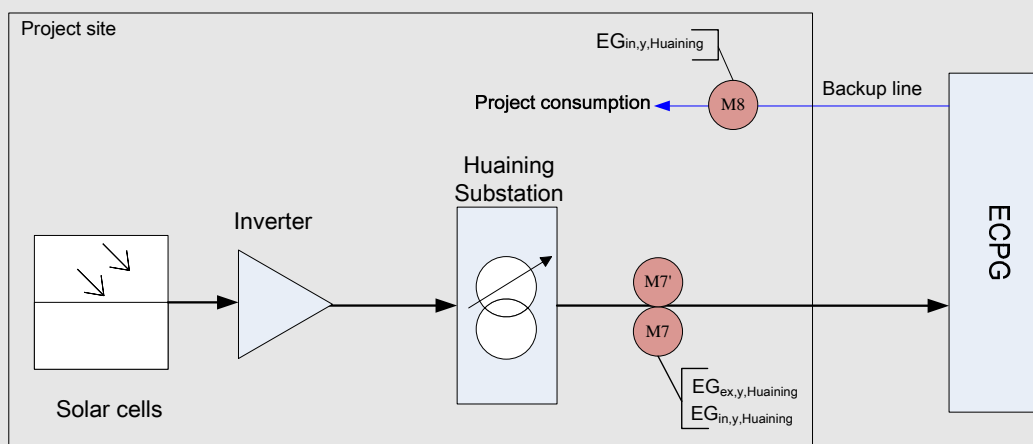 Project site
EGin,y,Huaining
Backup line
Project consumption
M8
Huaining
Substation
Inverter
ECPG
M7'
M7
EGex,y,Huaining
EGin,y,Huaining
Solar cells